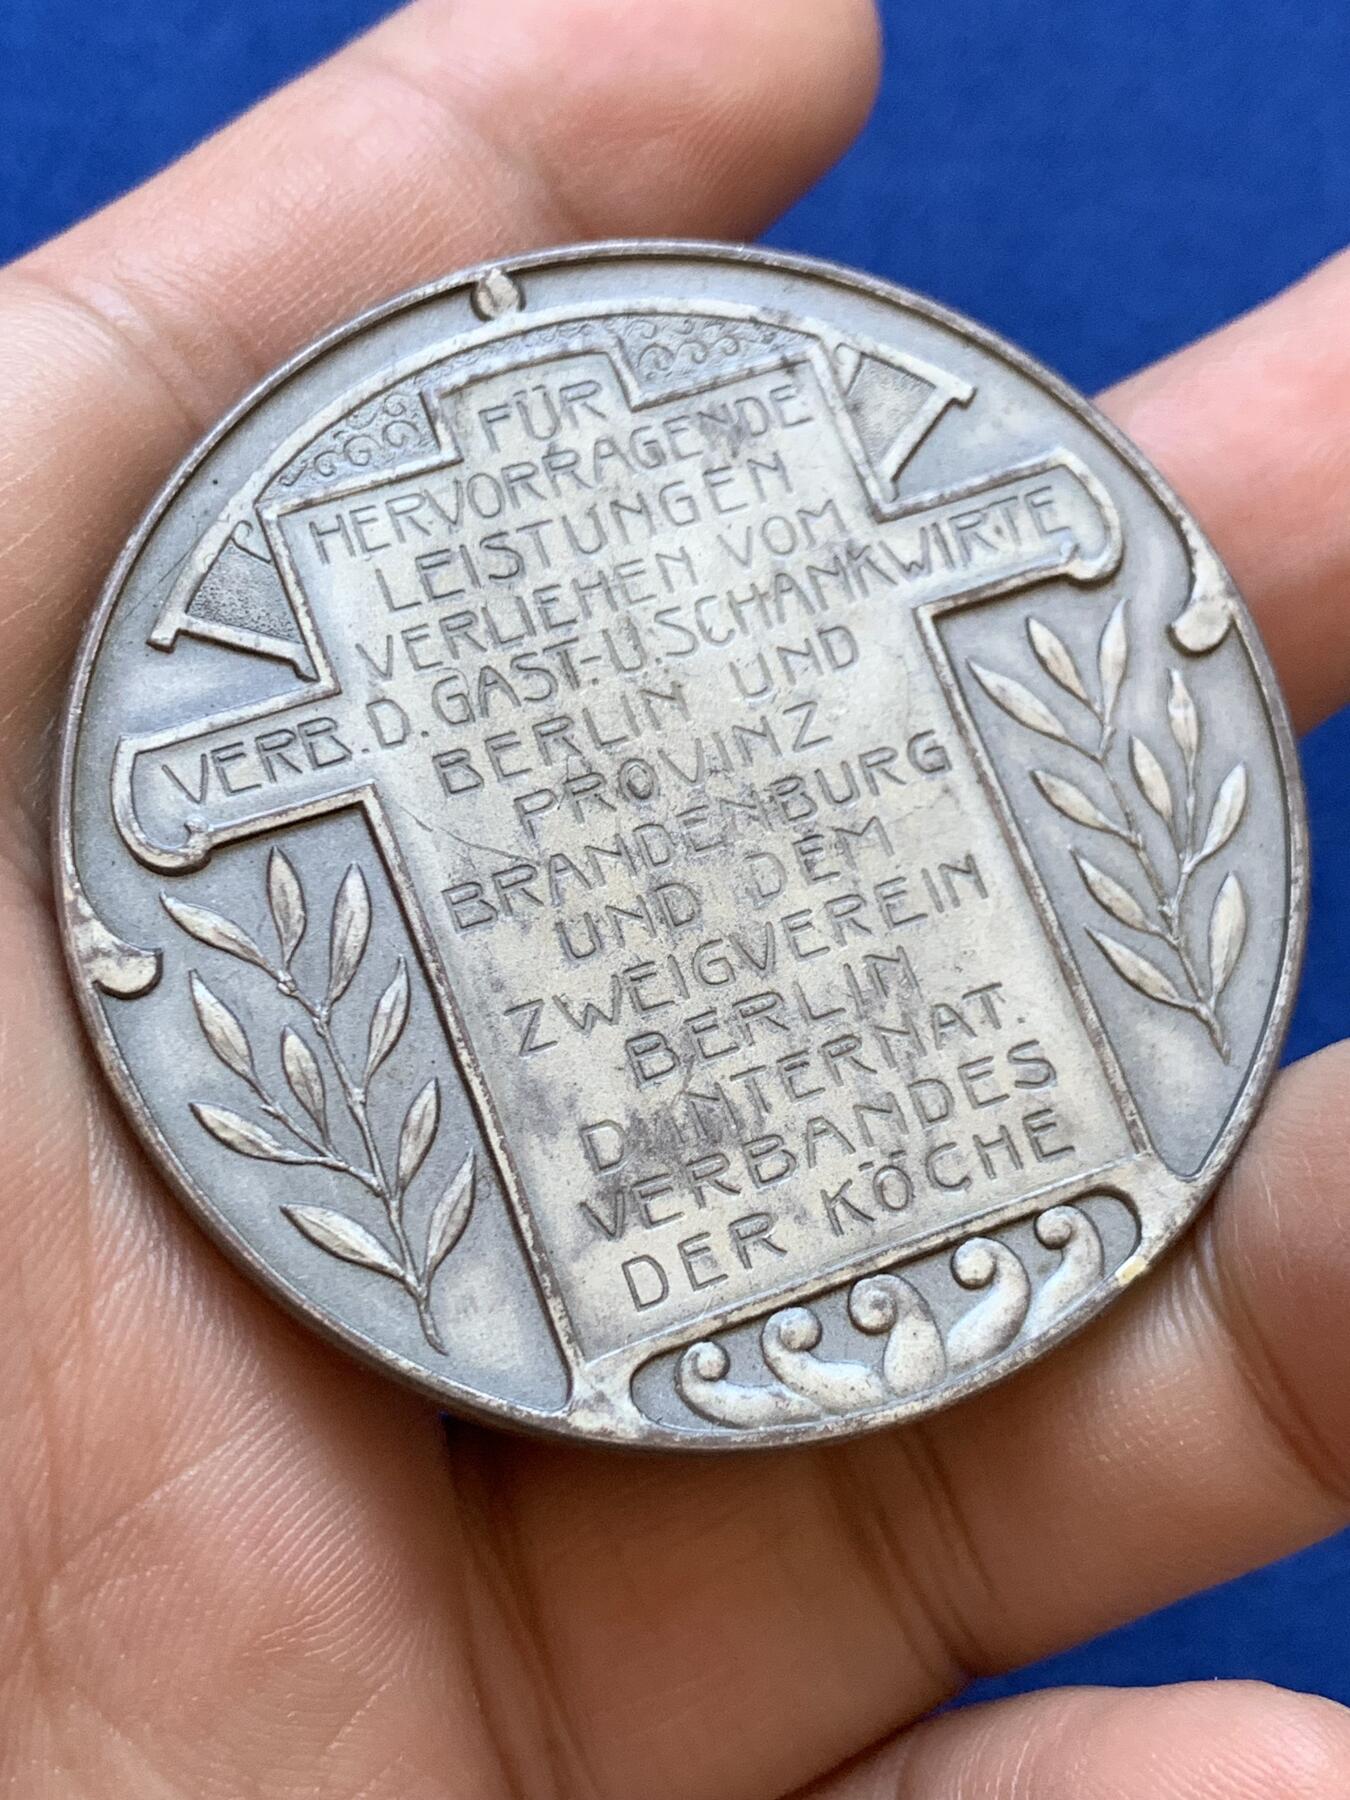 FÜR
HERVORRAGENDE
LEISTUNGEN
VERLIEHEN VOM
VERB. D. GAST- U. SCHANKWIRTE
BERLIN UND
PROVINZ
BRANDENBURG
UND DEM
ZWEIGVEREIN
BERLIN
D. INTERNAT.
VERBANDES
DER KÖCHE